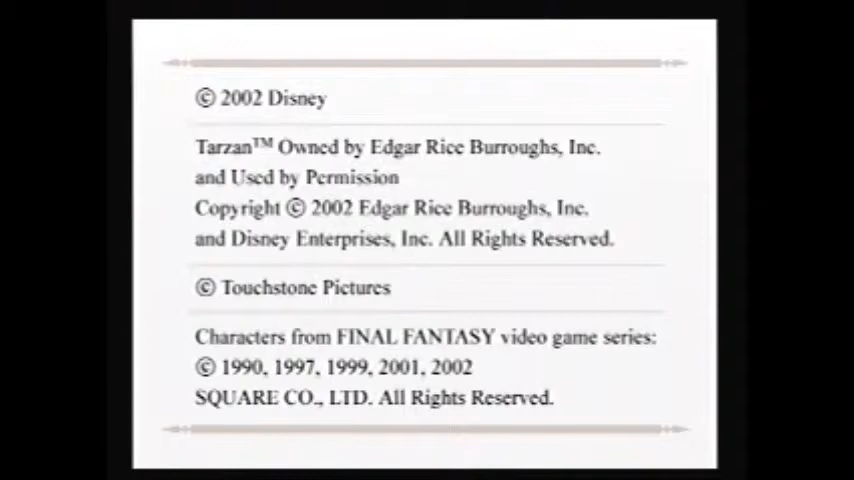 © 2002 Disney
Tarzan™ Owned by Edgar Rice Burroughs, Inc.
and Used by Permission
Copyright © 2002 Edgar Rice Burroughs, Inc.
and Disney Enterprises, Inc. All Rights Reserved.
© Touchstone Pictures
Characters from FINAL FANTASY video game series:
© 1990, 1997, 1999, 2001, 2002
SQUARE CO., LTD. All Rights Reserved.